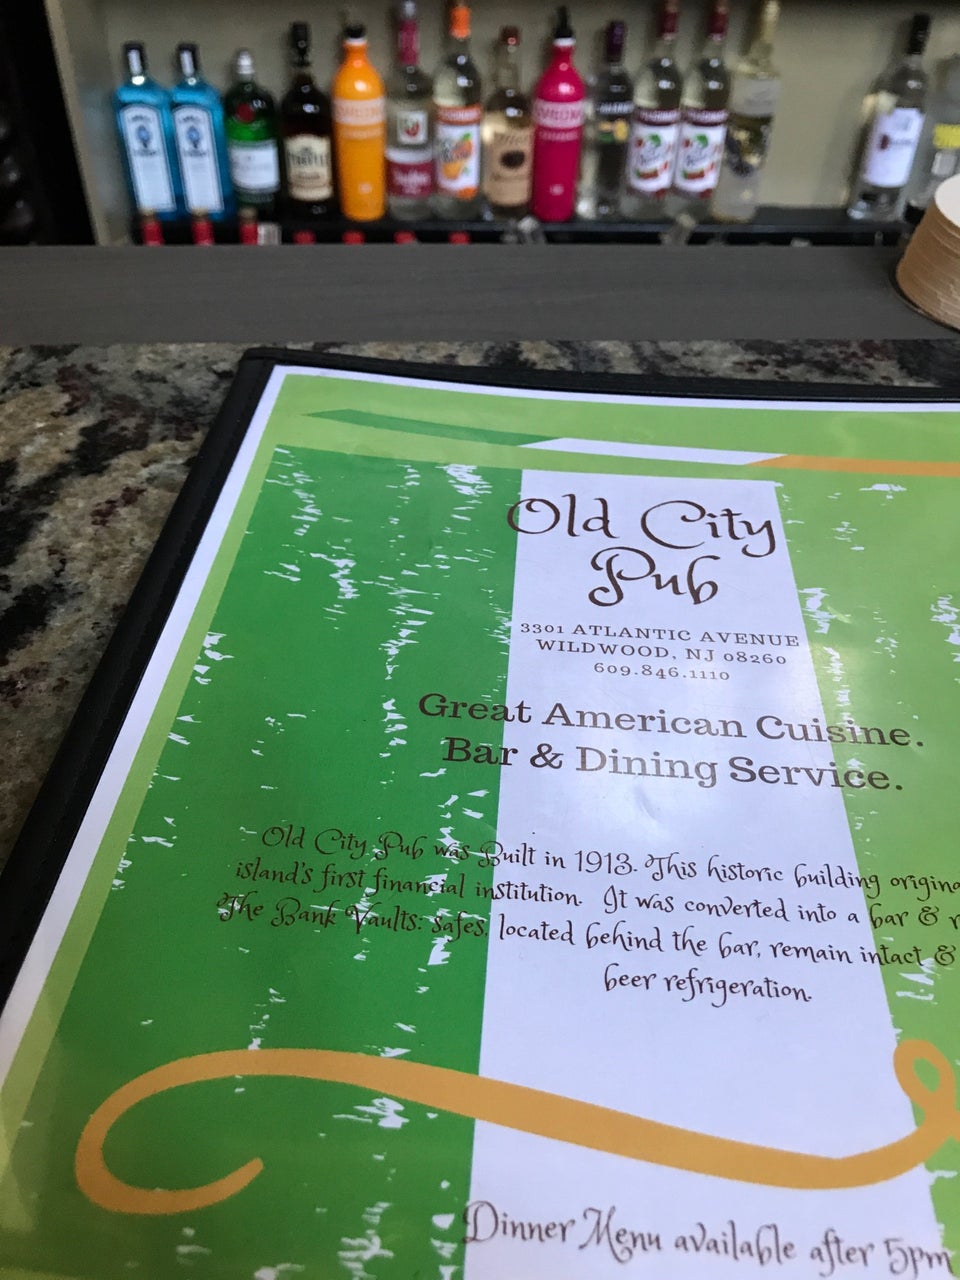 Old City
Pub
3301 ATLANTIC AVENUE
WILDWOOD, NJ 08260
609.846.1110
Great American Cuisine.
Bar & Dining Service.
Old City Pub was Built in 1913. This historic building origina
island's first financial institution. It was converted into a bar & r
The Bank Vaults: safes, located behind the bar, remain intact &
beer refrigeration.
Dinner Menu available after 5pm